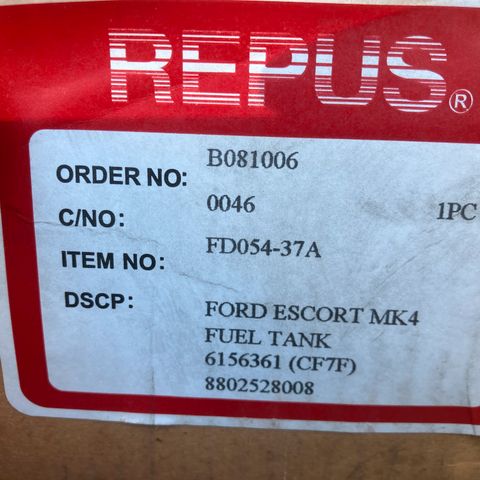 REPUS®
ORDER NO: B081006
C/NO: 0046 1PC
ITEM NO: FD054-37A
DSCP: FORD ESCORT MK4
FUEL TANK
6156361 (CF7F)
8802528008